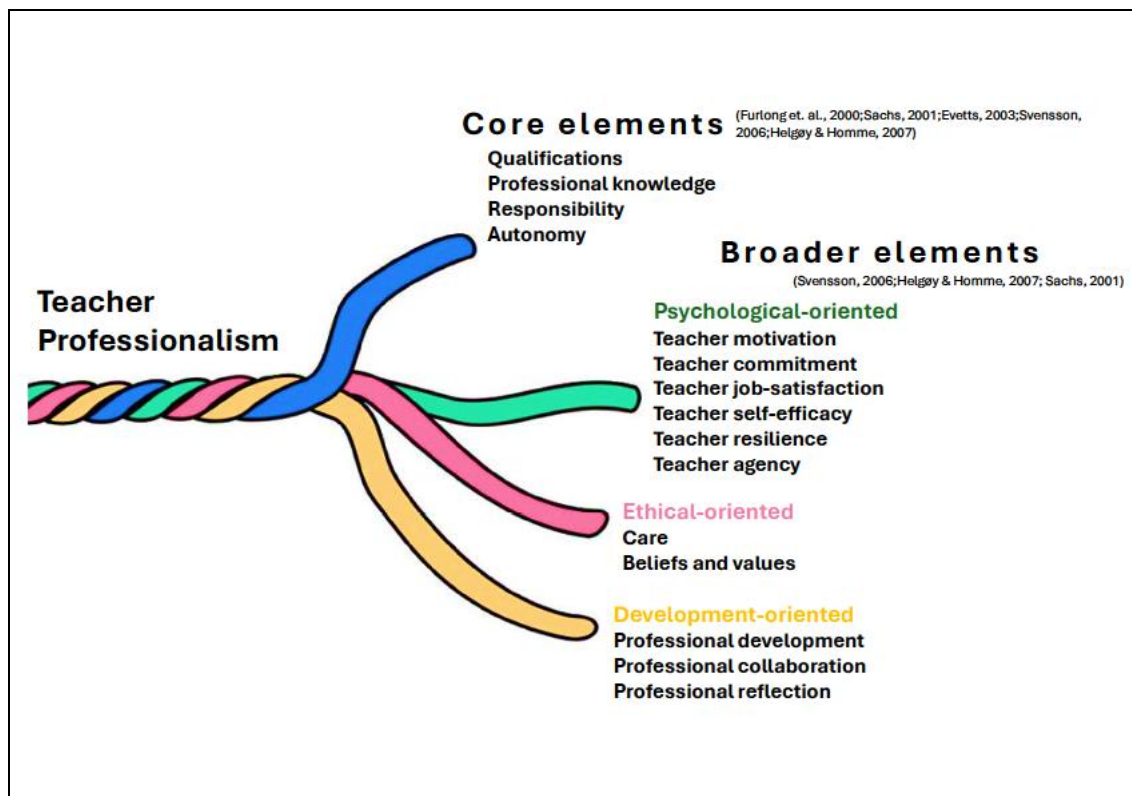 Core elements
(Furlong et. al., 2000;Sachs, 2001;Evetts, 2003;Svensson,
2006;Helgøy & Homme, 2007)
Qualifications
Professional knowledge
Responsibility
Autonomy
Broader elements
(Svensson, 2006;Helgøy & Homme, 2007; Sachs, 2001)
Teacher
Professionalism
Psychological-oriented
Teacher motivation
Teacher commitment
Teacher job-satisfaction
Teacher self-efficacy
Teacher resilience
Teacher agency
Ethical-oriented
Care
Beliefs and values
Development-oriented
Professional development
Professional collaboration
Professional reflection